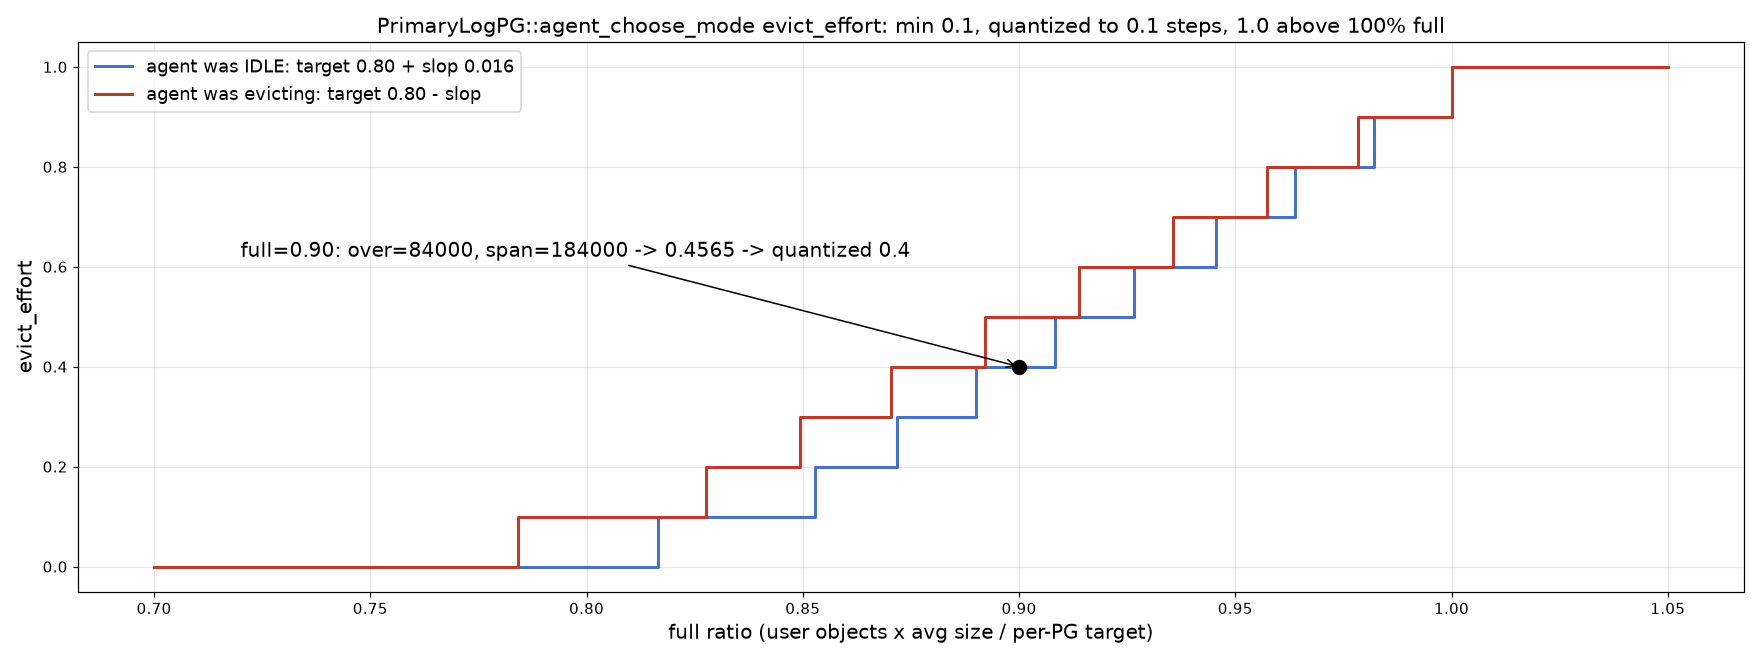 PrimaryLogPG::agent_choose_mode evict_effort: min 0.1, quantized to 0.1 steps, 1.0 above 100% full
agent was IDLE: target 0.80 + slop 0.016
agent was evicting: target 0.80 - slop
full=0.90: over=84000, span=184000 -> 0.4565 -> quantized 0.4
evict_effort
1.0
0.8
0.6
0.4
0.2
0.0
0.70
0.75
0.80
0.85
0.90
0.95
1.00
1.05
full ratio (user objects x avg size / per-PG target)